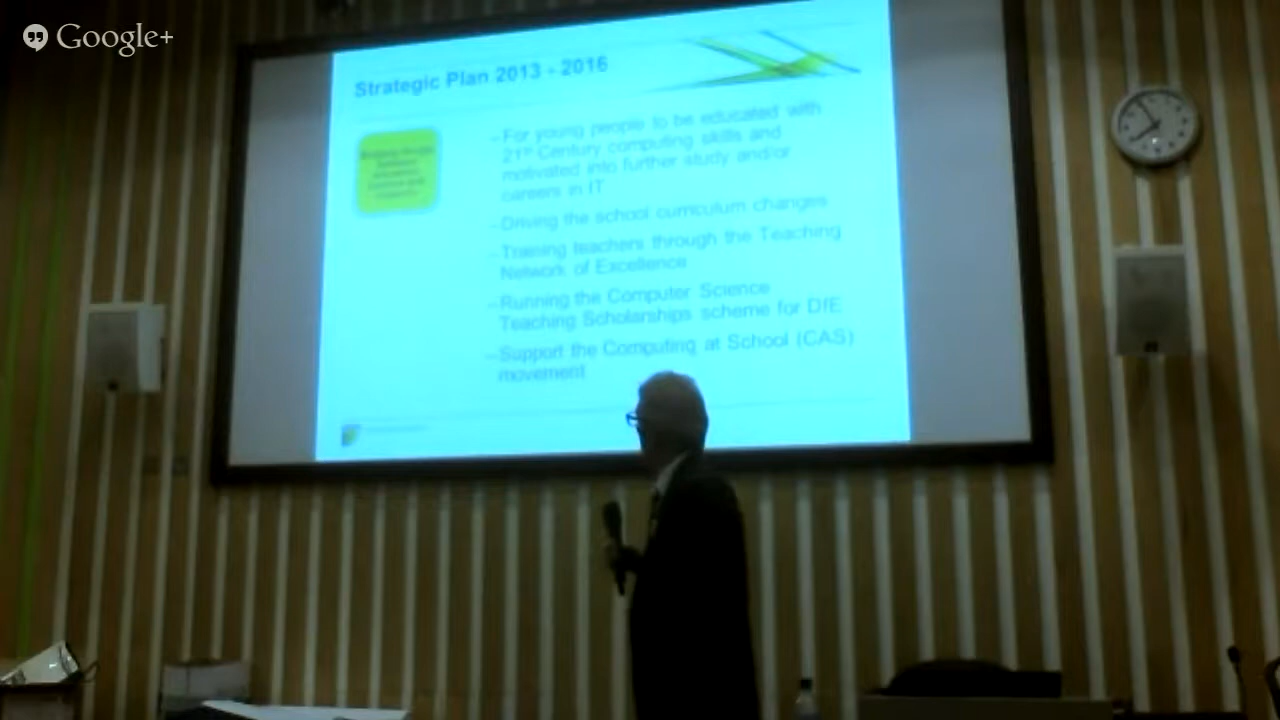 Google+
Strategic Plan 2013 - 2016
–For young people to be educated with
21st Century computing skills and
motivated into further study and/or
careers in IT
–Driving the school curriculum changes
–Training teachers through the Teaching
Network of Excellence
–Running the Computer Science
Teaching Scholarships scheme for DfE
–Support the Computing at School (CAS)
movement